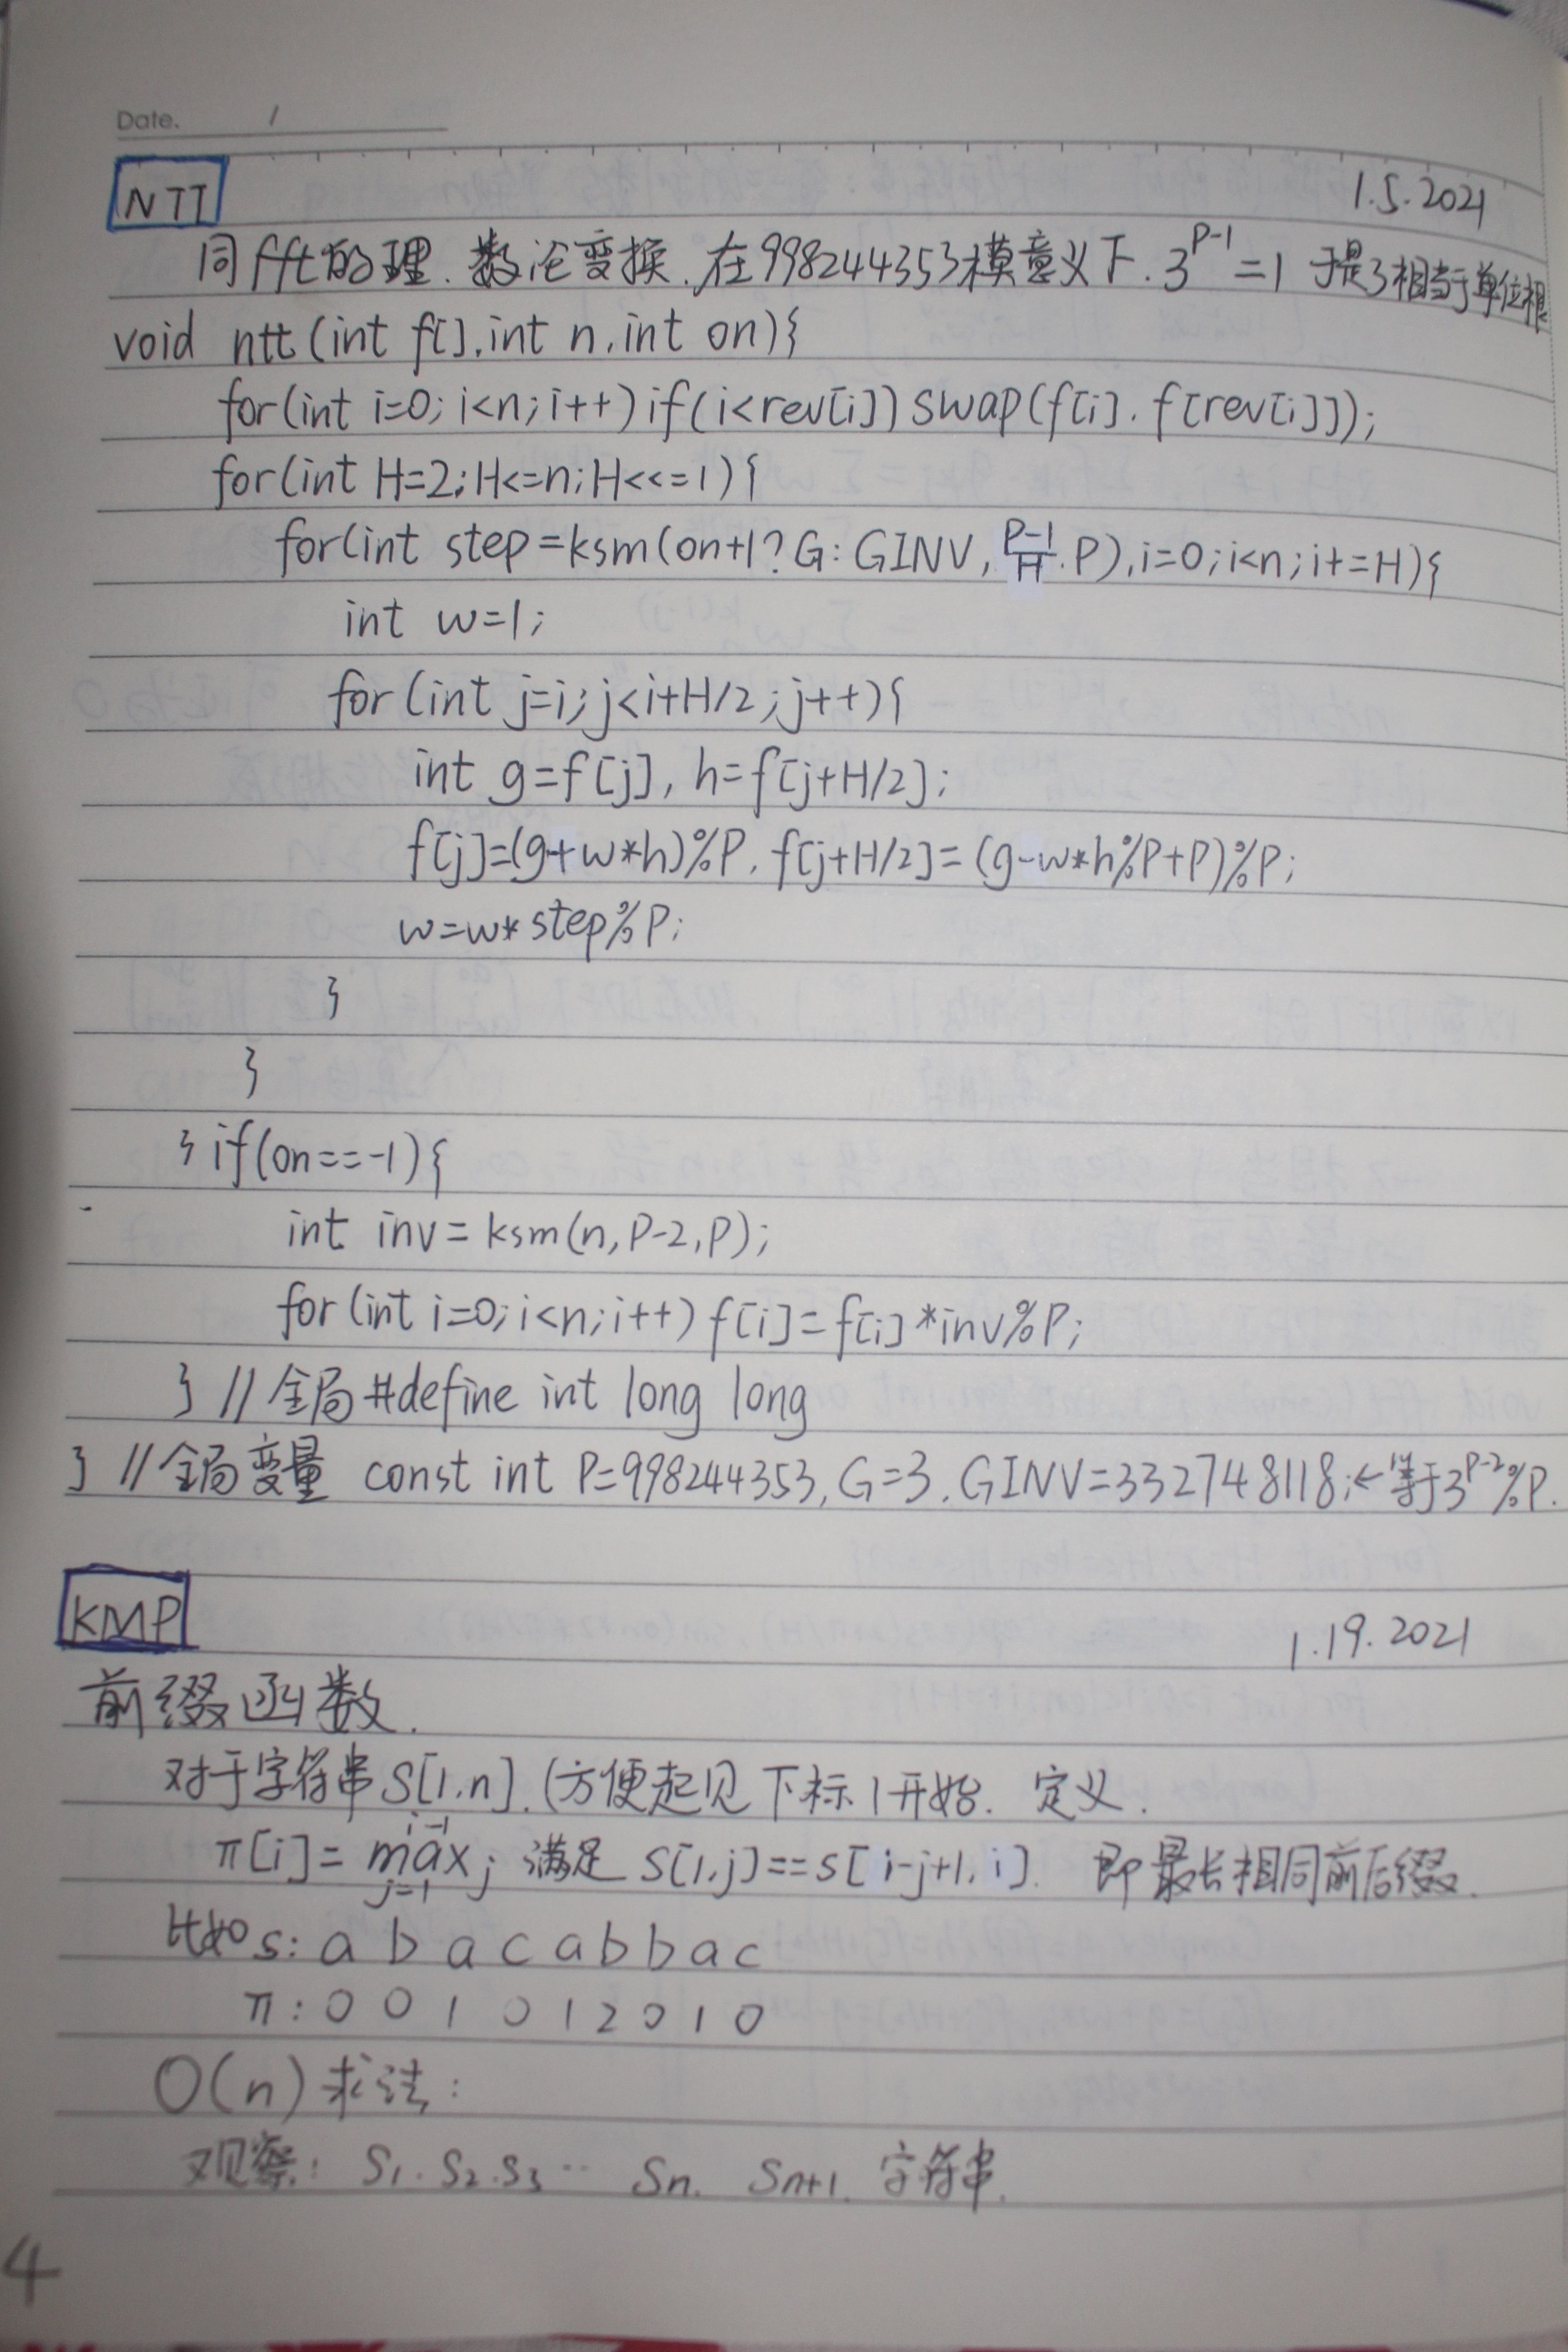 Date. /
NTT
1.5.2021
同fft的理.数论变换.在998244353模意义下.3^{P-1}=1 于是3相当于单位根
void ntt(int f[],int n,int on){
for(int i=0;i<n;i++)if(i<rev[i])swap(f[i],f[rev[i]]);
for(int H=2;H<=n;H<<=1){
for(int step=ksm(on+1?G:GINV,\frac{P-1}{H},P),i=0;i<n;i+=H){
int w=1;
for(int j=i;j<i+H/2;j++){
int g=f[j],h=f[j+H/2];
f[j]=(g+w*h)%P,f[j+H/2]=(g-w*h%P+P)%P;
w=w*step%P;
}
}
}if(on==-1){
int inv=ksm(n,P-2,P);
for(int i=0;i<n;i++)f[i]=f[i]*inv%P;
}//全局#define int long long
}//全局变量 const int P=998244353,G=3,GINV=332748118;←等于3^{P-2}%P.
KMP
1.19.2021
前缀函数.
对于字符串S[1,n].(方便起见下标1开始. 定义.
π[i]=\max_{j=1}^{i-1} j 满足 S[1,j]==S[i-j+1,i]. 即最长相同前后缀.
比如s: a b a c a b b a c
π: 0 0 1 0 1 2 0 1 0
O(n)求法:
观察: S_1.S_2.S_3… S_n. S_{n+1}. 字符串.
4